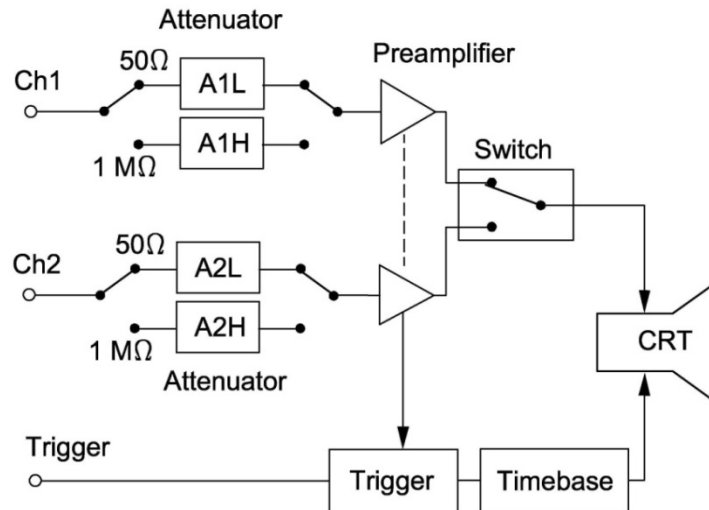 Attenuator
Preamplifier
50Ω
Ch1
A1L
A1H
1 MΩ
Switch
50Ω
Ch2
A2L
A2H
1 MΩ
Attenuator
CRT
Trigger
Trigger
Timebase